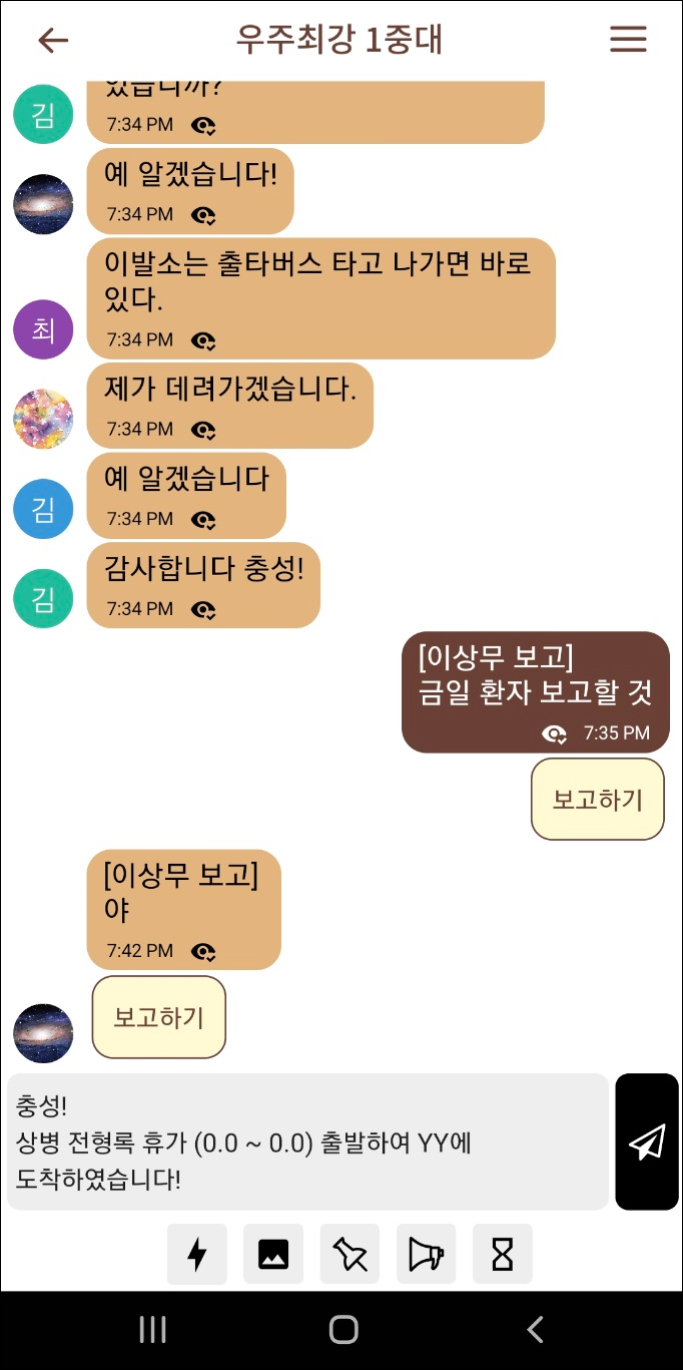 우주최강 1중대
있습니까?
김
7:34 PM
예 알겠습니다!
7:34 PM
이발소는 출타버스 타고 나가면 바로
있다.
최
7:34 PM
제가 데려가겠습니다.
7:34 PM
예 알겠습니다
김
7:34 PM
감사합니다 충성!
김
7:34 PM
[이상무 보고]
금일 환자 보고할 것
7:35 PM
보고하기
[이상무 보고]
야
7:42 PM
보고하기
충성!
상병 전형록 휴가 (0.0 ~ 0.0) 출발하여 YY에
도착하였습니다!